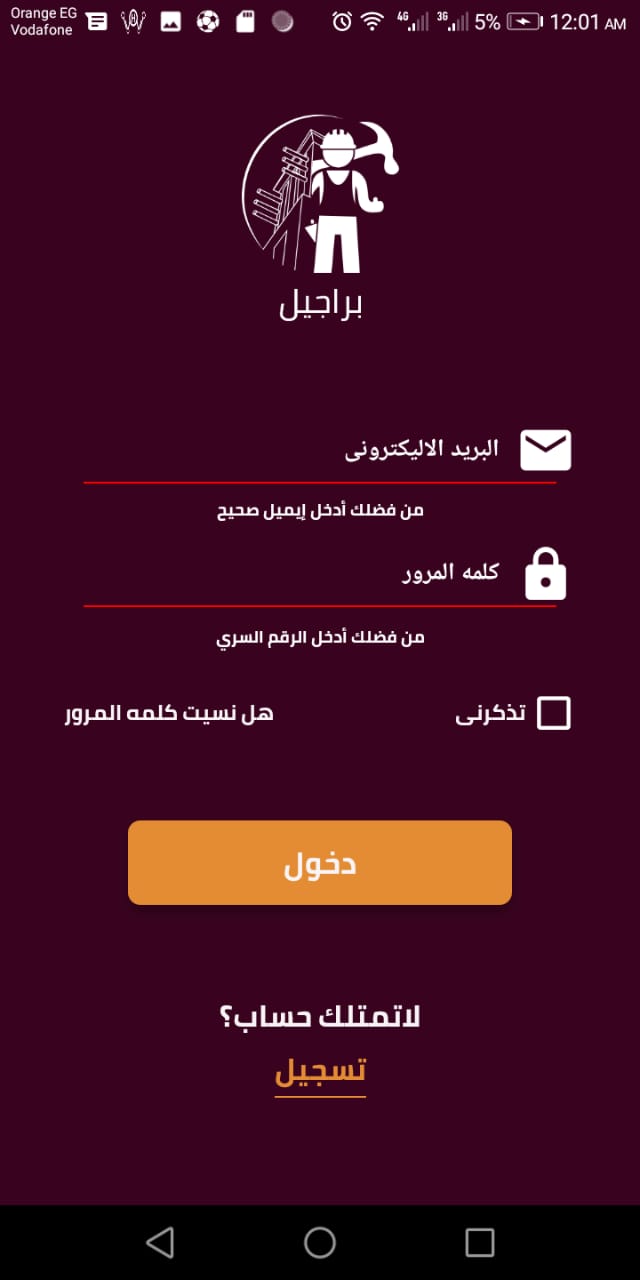 Orange EG
Vodafone
4G 3G 5% 12:01 AM
براجيل
البريد الاليكترونى
من فضلك أدخل إيميل صحيح
كلمه المرور
من فضلك أدخل الرقم السري
تذكرنى
هل نسيت كلمه المرور
دخول
لاتمتلك حساب؟
تسجيل